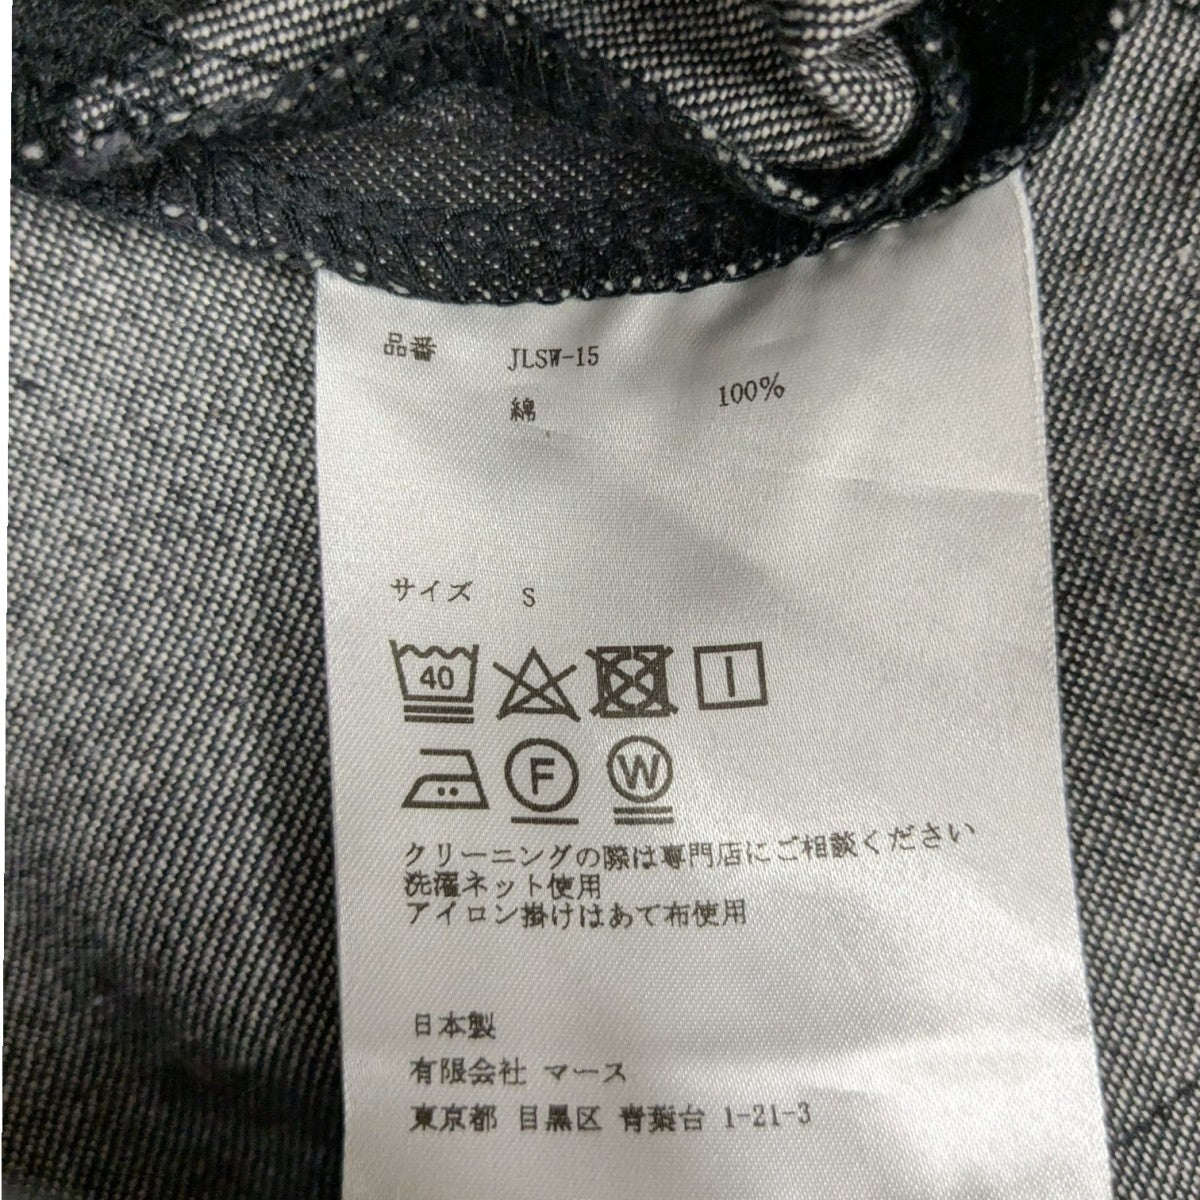 品番 JLSW-15
綿 100%
サイズ S
40
F W
クリーニングの際は専門店にご相談ください
洗濯ネット使用
アイロン掛けはあて布使用
日本製
有限会社 マース
東京都 目黒区 青葉台 1-21-3